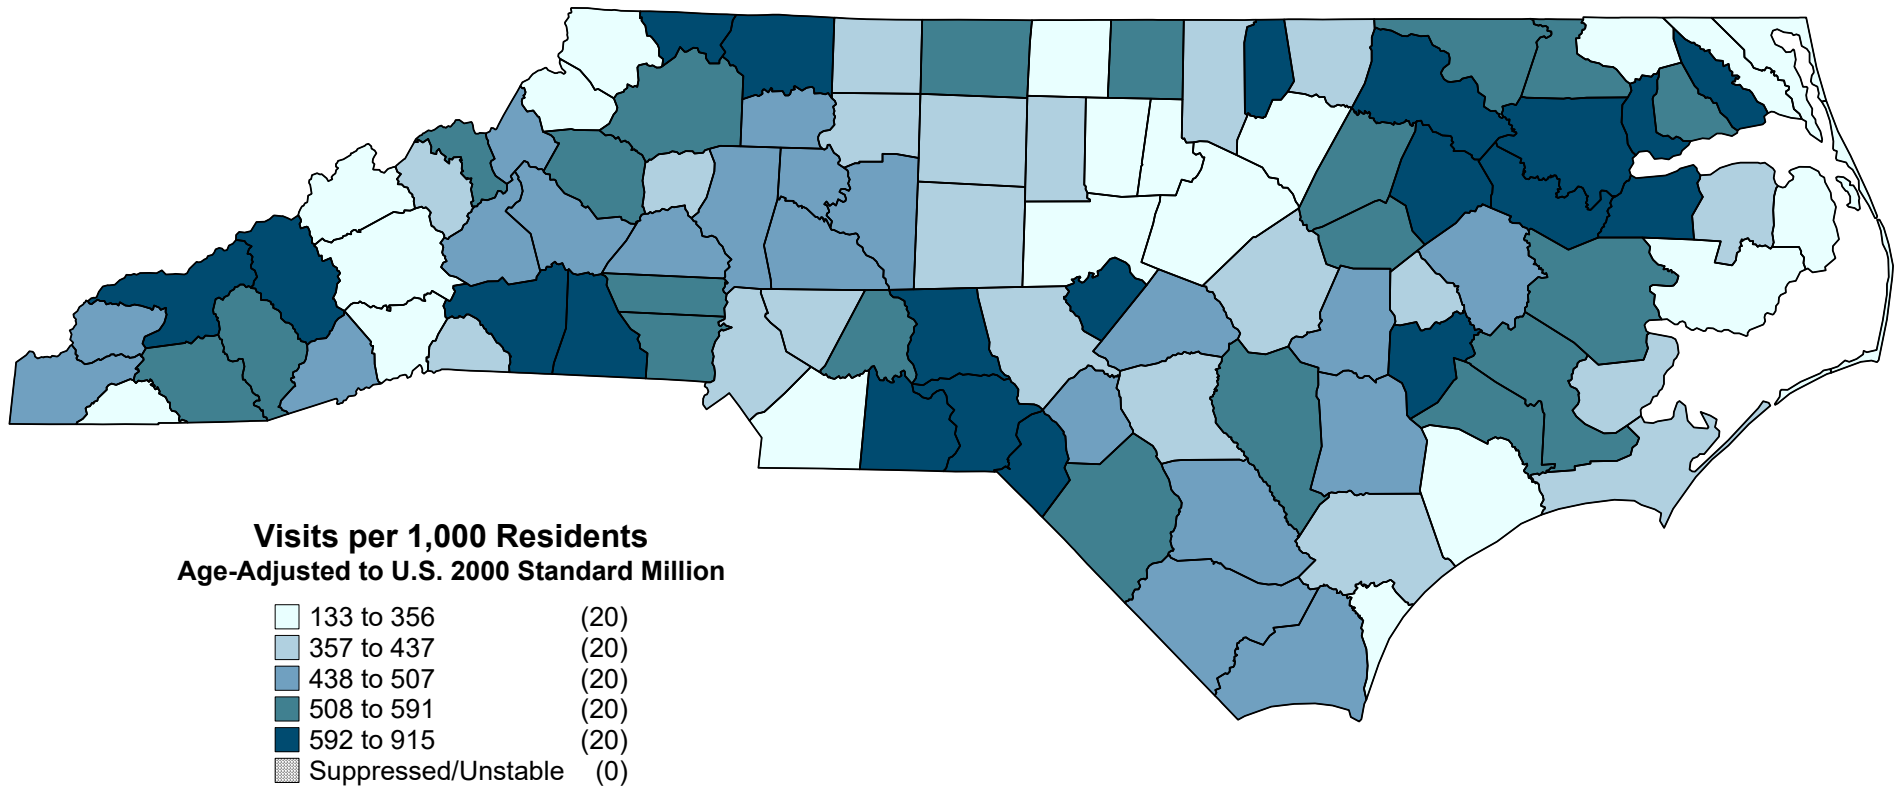 Visits per 1,000 Residents
Age-Adjusted to U.S. 2000 Standard Million
133 to 356 (20)
357 to 437 (20)
438 to 507 (20)
508 to 591 (20)
592 to 915 (20)
Suppressed/Unstable (0)